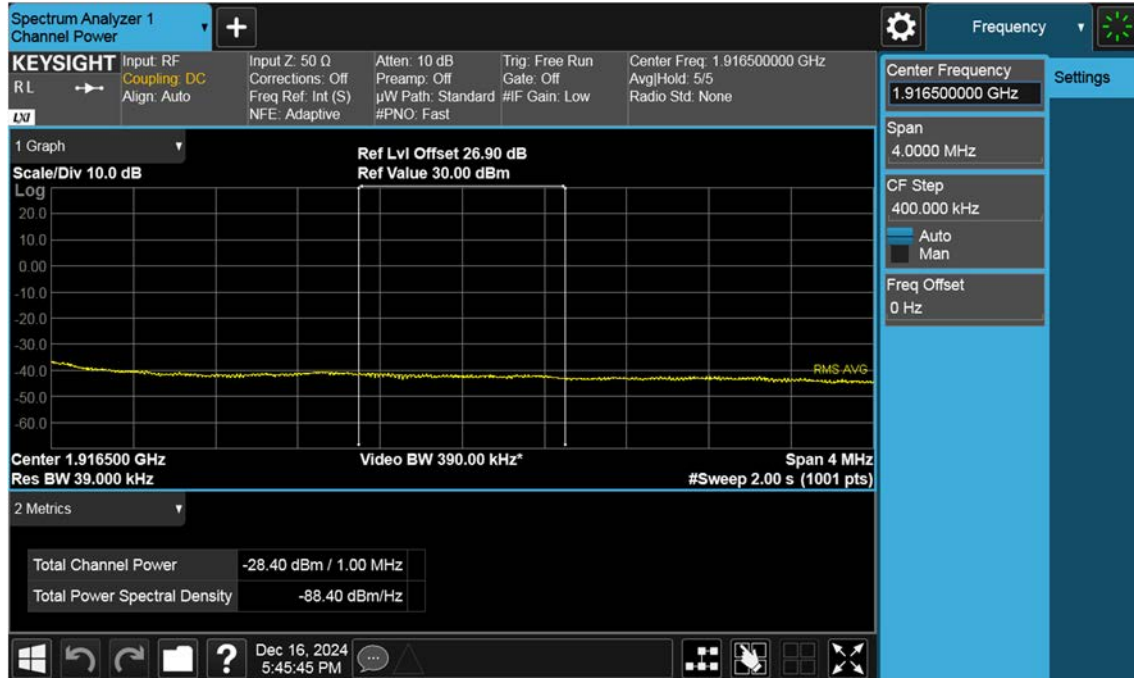 Spectrum Analyzer 1
Channel Power
Frequency
KEYSIGHT
RL
LXI
Input: RF
Coupling: DC
Align: Auto
Input Z: 50 Ω
Corrections: Off
Freq Ref: Int (S)
NFE: Adaptive
Atten: 10 dB
Preamp: Off
µW Path: Standard
#PNO: Fast
Trig: Free Run
Gate: Off
#IF Gain: Low
Center Freq: 1.916500000 GHz
Avg|Hold: 5/5
Radio Std: None
Center Frequency
1.916500000 GHz
Settings
Span
4.0000 MHz
CF Step
400.000 kHz
Auto
Man
Freq Offset
0 Hz
1 Graph
Scale/Div 10.0 dB
Ref Lvl Offset 26.90 dB
Ref Value 30.00 dBm
Log
20.0
10.0
0.00
-10.0
-20.0
-30.0
-40.0
-50.0
-60.0
RMS AVG
Center 1.916500 GHz
Video BW 390.00 kHz*
Span 4 MHz
Res BW 39.000 kHz
#Sweep 2.00 s (1001 pts)
2 Metrics
Total Channel Power -28.40 dBm / 1.00 MHz
Total Power Spectral Density -88.40 dBm/Hz
?
Dec 16, 2024
5:45:45 PM